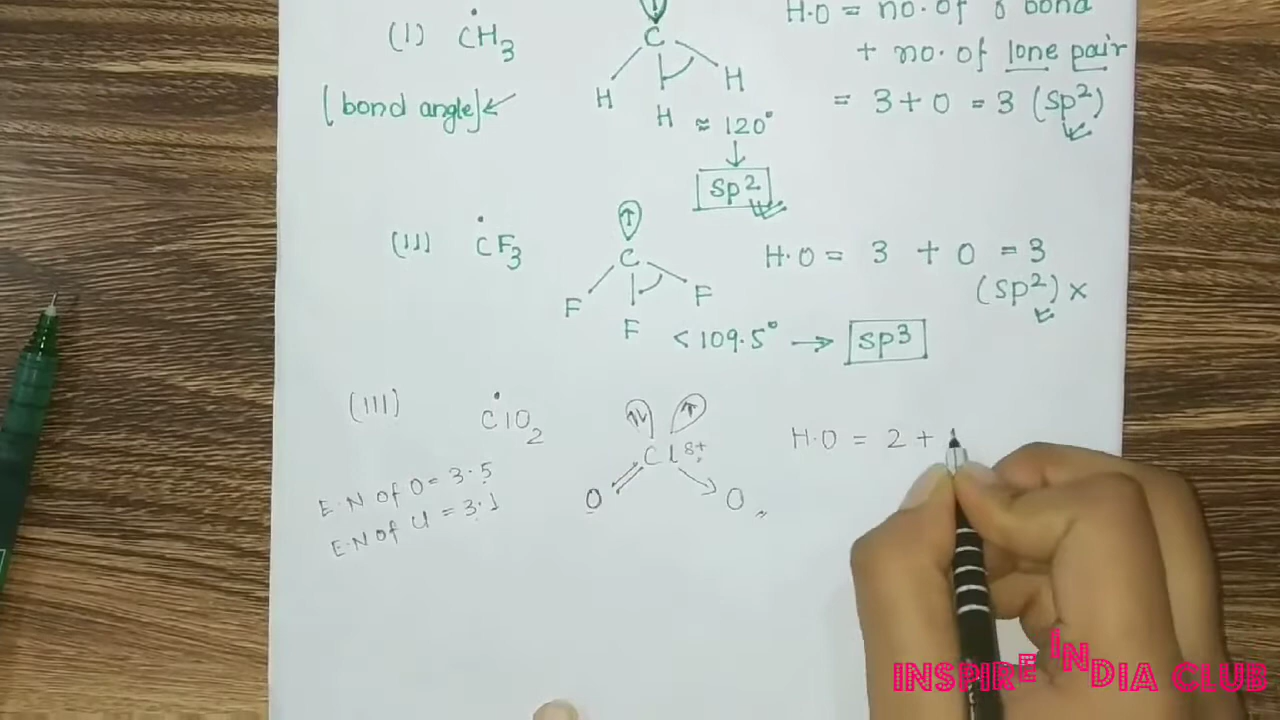 H.O = no. of σ bond
(I) ĊH₃
+ no. of lone pair
C
H H H
= 3 + 0 = 3 (Sp²)
[bond angle] ↙
≈ 120°
↓
Sp²
(II) ĊF₃
↑
C
F F F
H.O = 3 + 0 = 3
(Sp²) ×
< 109.5° → Sp³
(III) ĊlO₂
↑↓ ↑
Cl δ+
O O
H.O = 2 +
E.N of O = 3.5
E.N of Cl = 3.1
INSPIRE INDIA CLUB